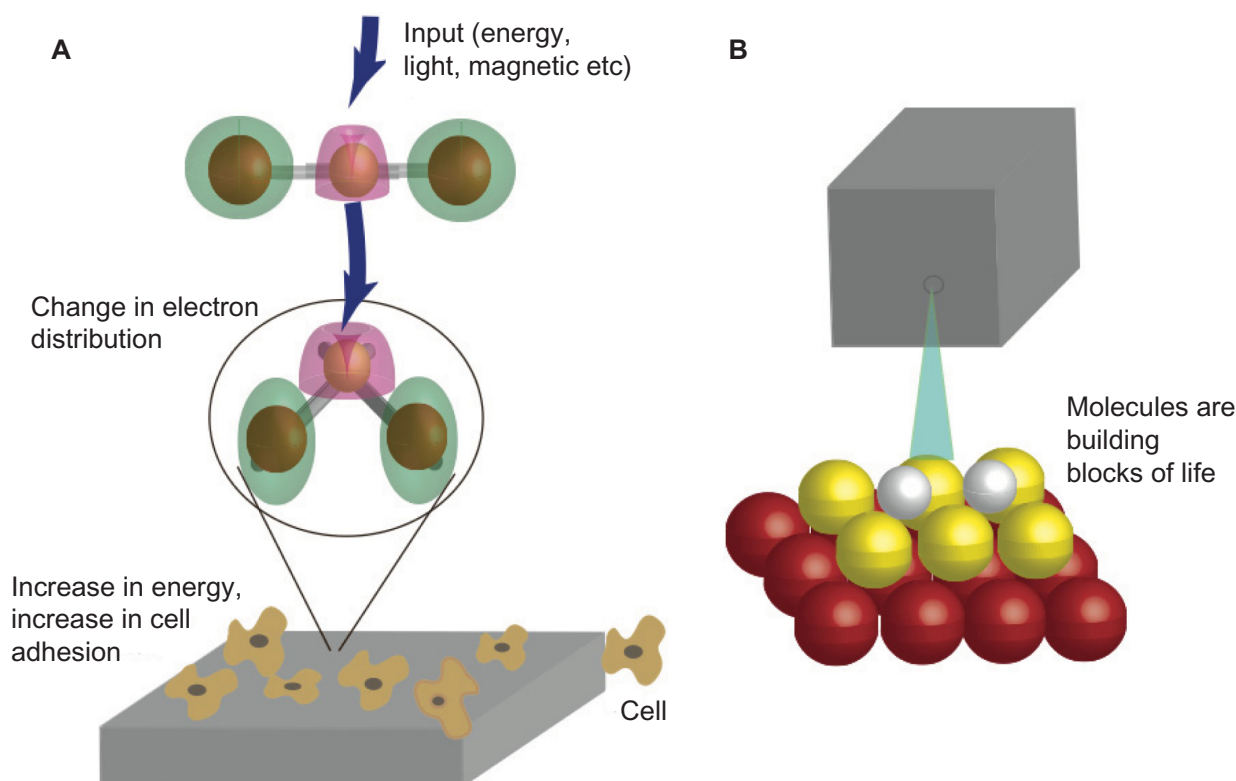 A
Input (energy,
light, magnetic etc)
Change in electron
distribution
Increase in energy,
increase in cell
adhesion
Cell
B
Molecules are
building
blocks of life